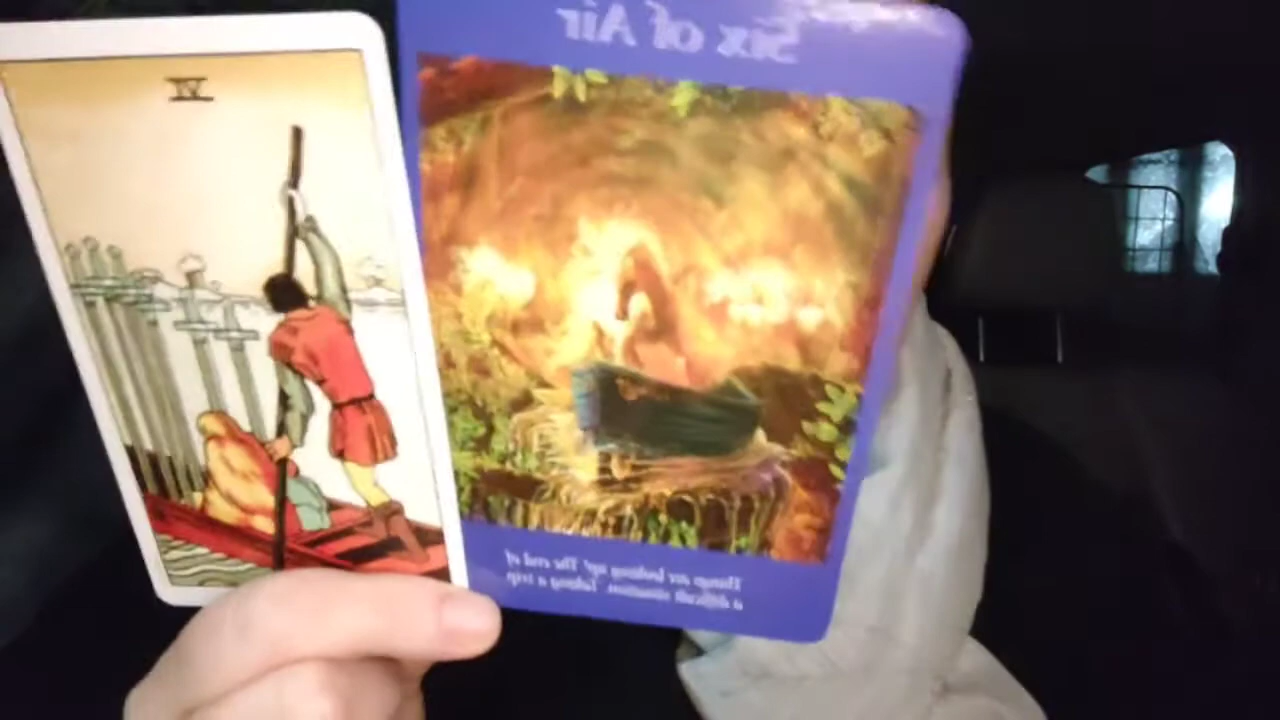 VI
Six of Air
Things are looking up! The end of
a difficult situation. Taking a trip.